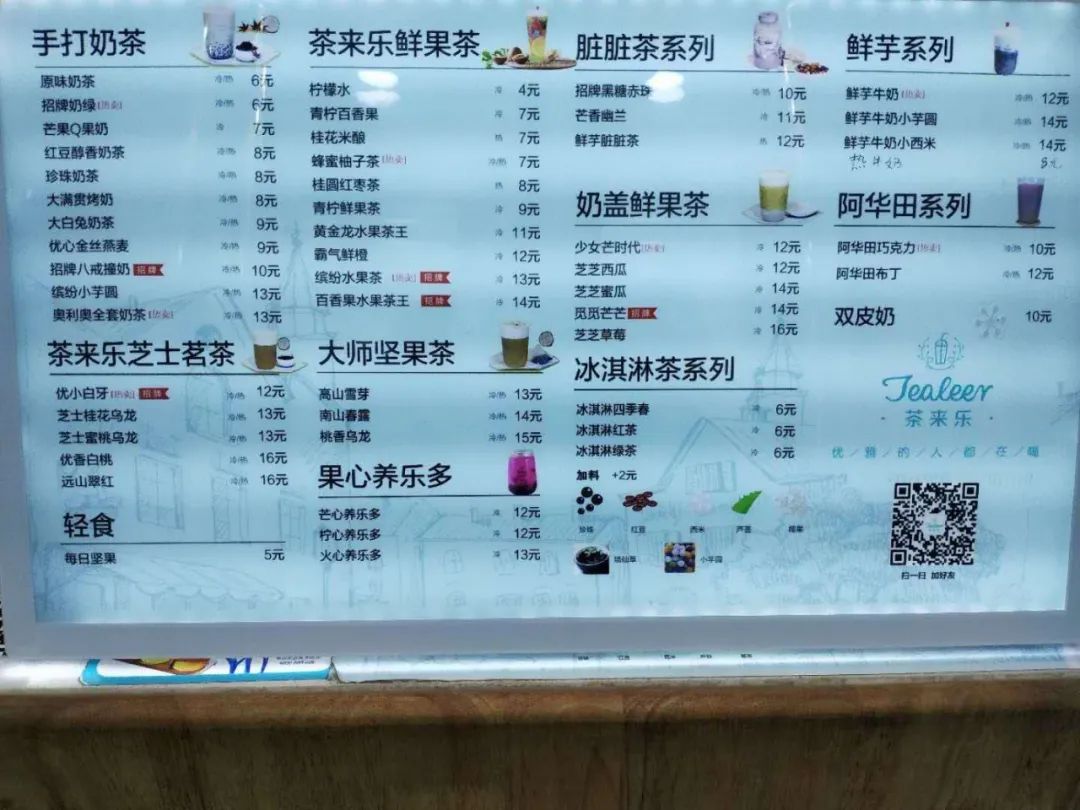 手打奶茶
原味奶茶 冷/热 6元
招牌奶绿[热卖] 冷/热 6元
芒果Q果奶 冷 7元
红豆醇香奶茶 冷/热 8元
珍珠奶茶 冷/热 8元
大满贯烤奶 冷/热 8元
大白兔奶茶 冷/热 9元
优心金丝燕麦 冷/热 9元
招牌八戒撞奶 招牌 冷/热 10元
缤纷小芋圆 冷/热 13元
奥利奥全套奶茶[热卖] 冷/热 13元
茶来乐芝士茗茶
优小白牙[热卖] 招牌 冷/热 12元
芝士桂花乌龙 冷/热 13元
芝士蜜桃乌龙 冷/热 13元
优香白桃 冷/热 16元
远山翠红 冷/热 16元
轻食
每日坚果 5元
茶来乐鲜果茶
柠檬水 冷 4元
青柠百香果 冷 7元
桂花米酿 热 7元
蜂蜜柚子茶[热卖] 冷/热 7元
桂圆红枣茶 热 8元
青柠鲜果茶 冷 9元
黄金龙水果茶王 冷 11元
霸气鲜橙 冷 12元
缤纷水果茶 [热卖] 招牌 冷 13元
百香果水果茶王 招牌 冷 14元
大师坚果茶
高山雪芽 冷/热 13元
南山春露 冷/热 14元
桃香乌龙 冷/热 15元
果心养乐多
芒心养乐多 冷 12元
柠心养乐多 冷 12元
火心养乐多 冷 13元
脏脏茶系列
招牌黑糖赤珠 冷/热 10元
芒香幽兰 冷 11元
鲜芋脏脏茶 热 12元
奶盖鲜果茶
少女芒时代[热卖] 冷 12元
芝芝西瓜 冷 12元
芝芝蜜瓜 冷 14元
觅觅芒芒 招牌 冷 14元
芝芝草莓 冷 16元
冰淇淋茶系列
冰淇淋四季春 冷 6元
冰淇淋红茶 冷 6元
冰淇淋绿茶 冷 6元
加料 +2元
珍珠 红豆 西米 芦荟 椰果
烧仙草 小芋圆
鲜芋系列
鲜芋牛奶[热卖] 冷/热 12元
鲜芋牛奶小芋圆 冷/热 14元
鲜芋牛奶小西米 冷/热 14元
热牛奶 8元
阿华田系列
阿华田巧克力[热卖] 冷/热 10元
阿华田布丁 冷/热 12元
双皮奶 10元
Tealeer
·茶来乐·
优/雅/的/人/都/在/喝
扫一扫 加好友